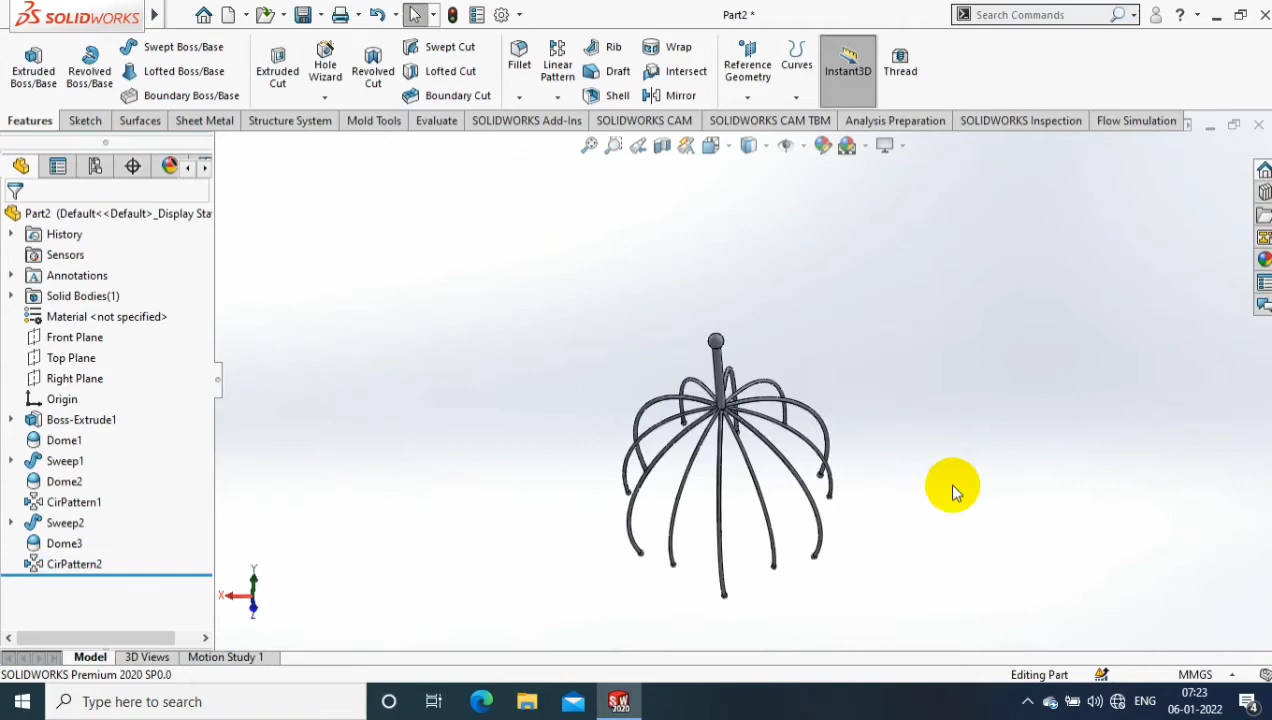 SOLIDWORKS
Part2 *
Search Commands
Extruded Boss/Base
Revolved Boss/Base
Swept Boss/Base
Lofted Boss/Base
Boundary Boss/Base
Extruded Cut
Hole Wizard
Revolved Cut
Swept Cut
Lofted Cut
Boundary Cut
Fillet
Linear Pattern
Rib
Draft
Shell
Wrap
Intersect
Mirror
Reference Geometry
Curves
Instant3D
Thread
Features
Sketch
Surfaces
Sheet Metal
Structure System
Mold Tools
Evaluate
SOLIDWORKS Add-Ins
SOLIDWORKS CAM
SOLIDWORKS CAM TBM
Analysis Preparation
SOLIDWORKS Inspection
Flow Simulation
Part2 (Default<<Default>_Display Sta
History
Sensors
Annotations
Solid Bodies(1)
Material <not specified>
Front Plane
Top Plane
Right Plane
Origin
Boss-Extrude1
Dome1
Sweep1
Dome2
CirPattern1
Sweep2
Dome3
CirPattern2
Y
X
Z
Model
3D Views
Motion Study 1
SOLIDWORKS Premium 2020 SP0.0
Editing Part
MMGS
Type here to search
SW
2020
ENG
07:23
06-01-2022
4